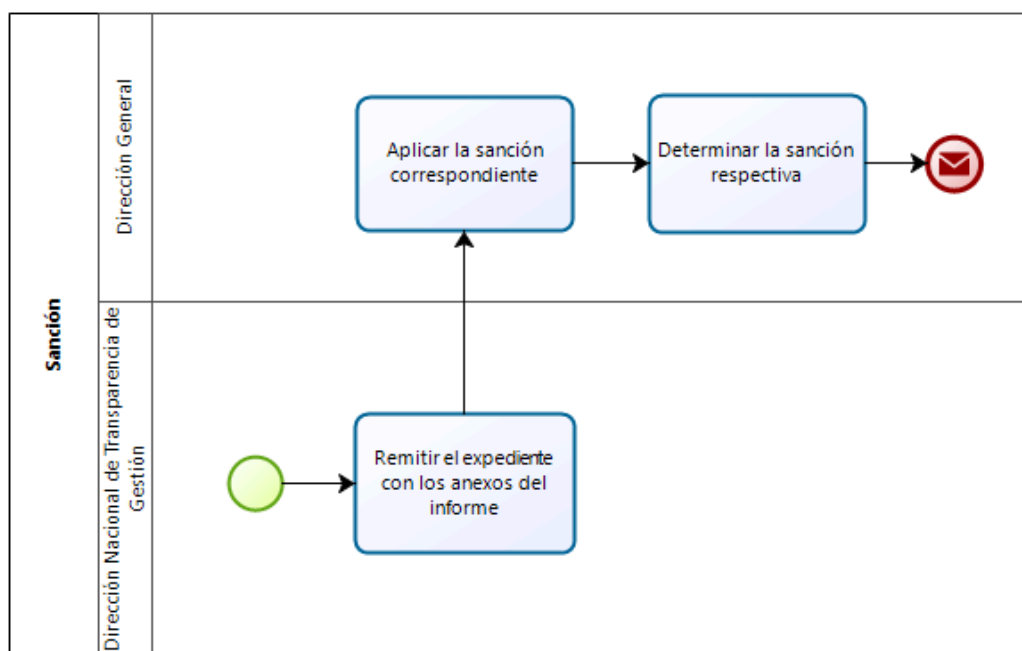 Sanción
Dirección General
Aplicar la sanción
correspondiente
Determinar la sanción
respectiva
Dirección Nacional de Transparencia de
Gestión
Remitir el expediente
con los anexos del
informe